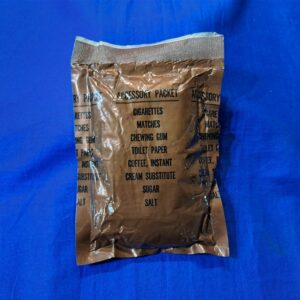 ACCESSORY PACKET
CIGARETTES
MATCHES
CHEWING GUM
TOILET PAPER
COFFEE, INSTANT
CREAM SUBSTITUTE
SUGAR
SALT